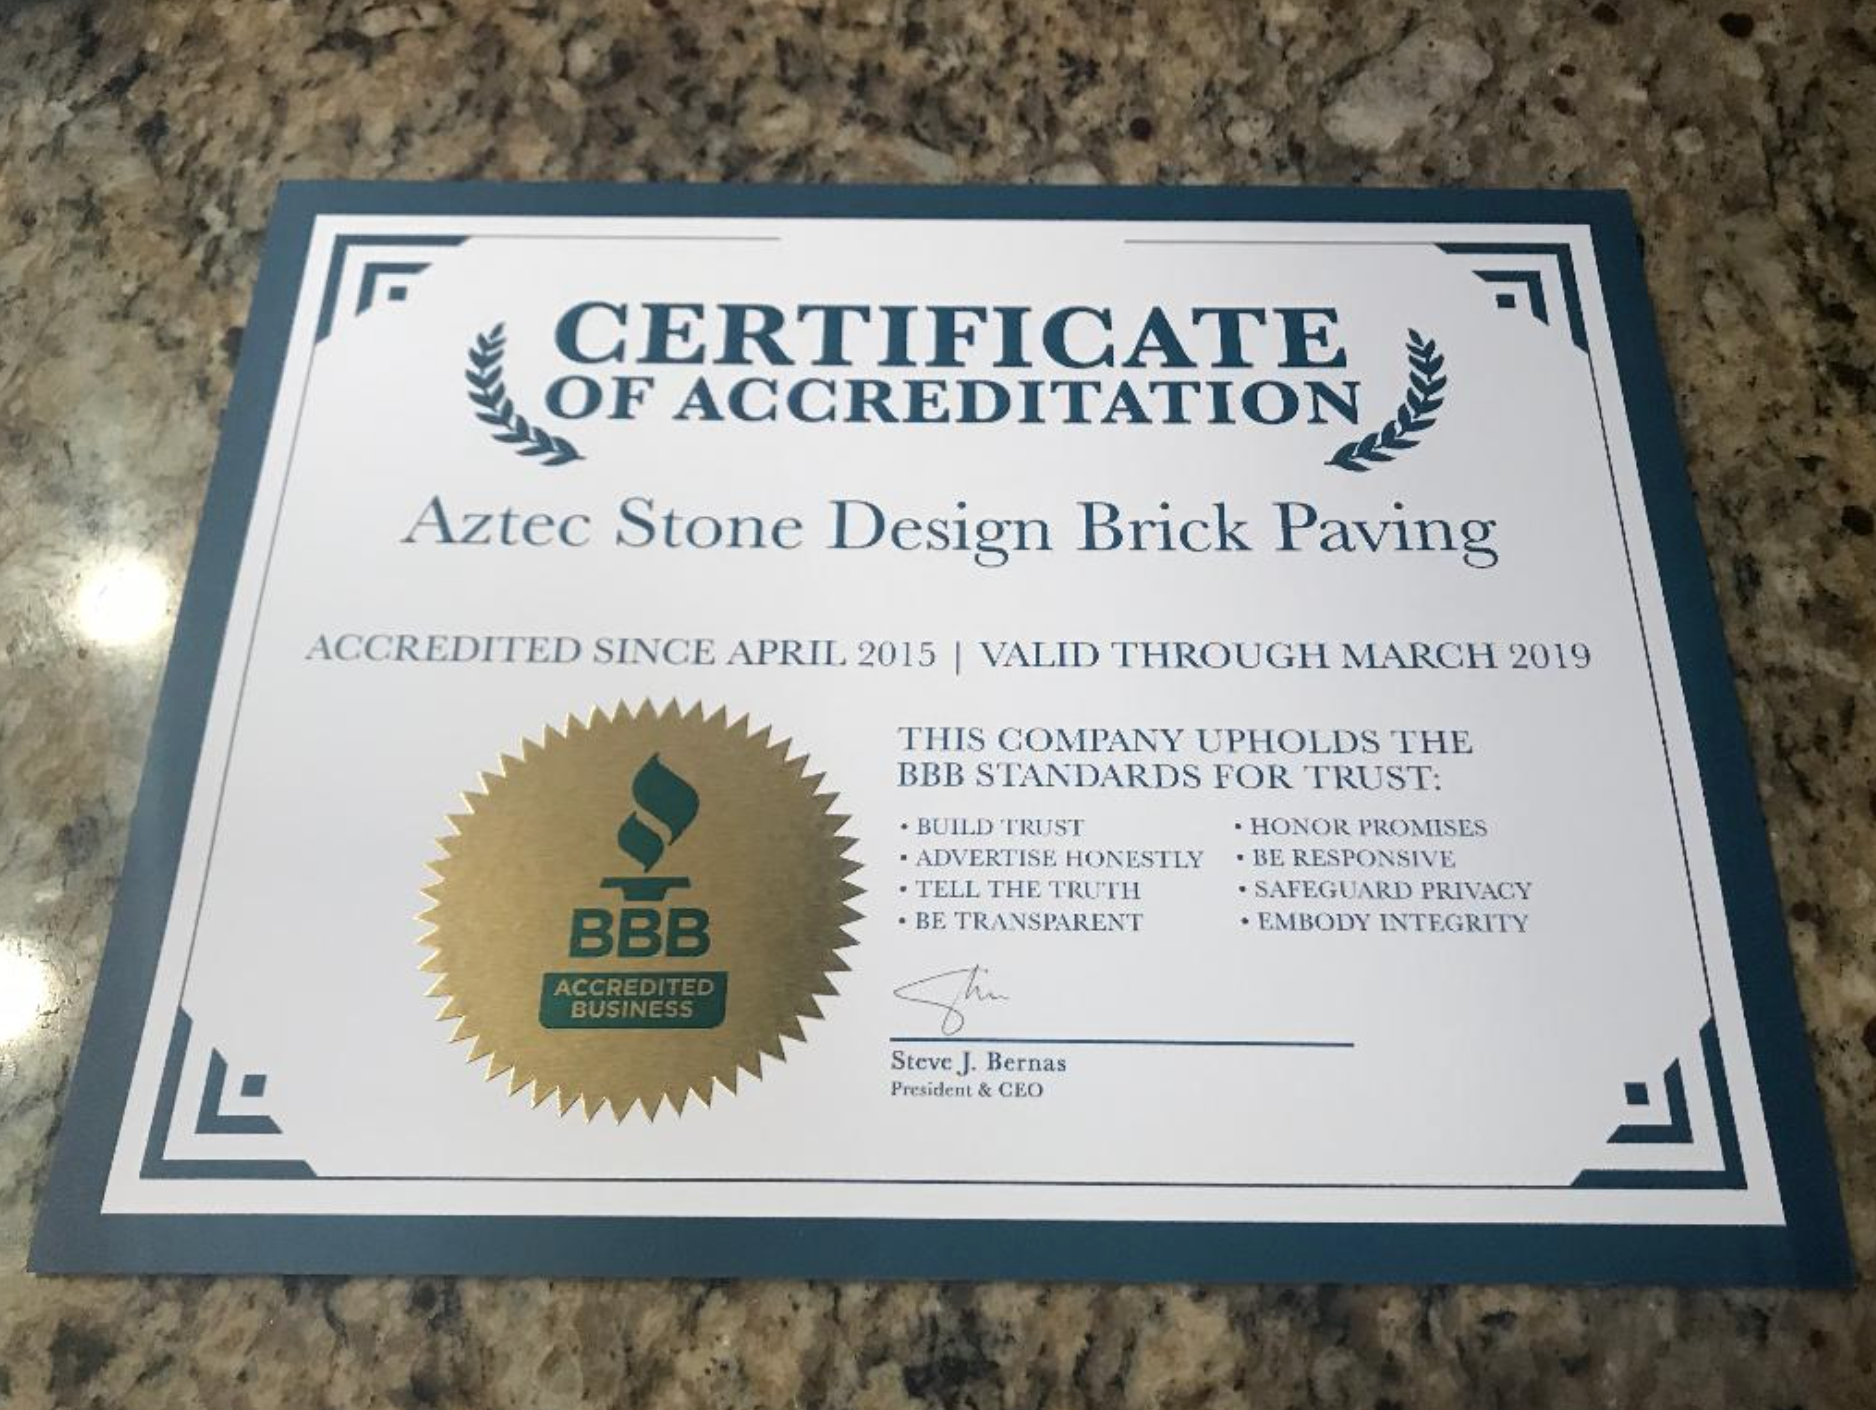 CERTIFICATE
OF ACCREDITATION
Aztec Stone Design Brick Paving
ACCREDITED SINCE APRIL 2015 | VALID THROUGH MARCH 2019
BBB
ACCREDITED
BUSINESS
THIS COMPANY UPHOLDS THE
BBB STANDARDS FOR TRUST:
• BUILD TRUST
• ADVERTISE HONESTLY
• TELL THE TRUTH
• BE TRANSPARENT
• HONOR PROMISES
• BE RESPONSIVE
• SAFEGUARD PRIVACY
• EMBODY INTEGRITY
Steve J. Bernas
President & CEO